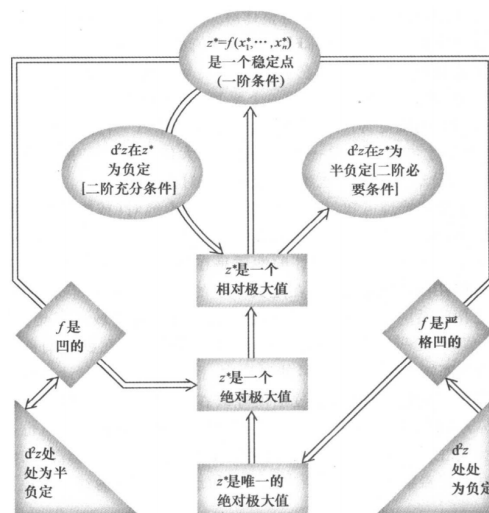 z*=f(x₁*,⋯,xₙ*)
是一个稳定点
(一阶条件)
d²z在z*
为负定
[二阶充分条件]
d²z在z*为
半负定[二阶必
要条件]
z*是一个
相对极大值
f是
凹的
f是严
格凹的
z*是一个
绝对极大值
d²z处
处为半
负定
z*是唯一的
绝对极大值
d²z
处处
为负定